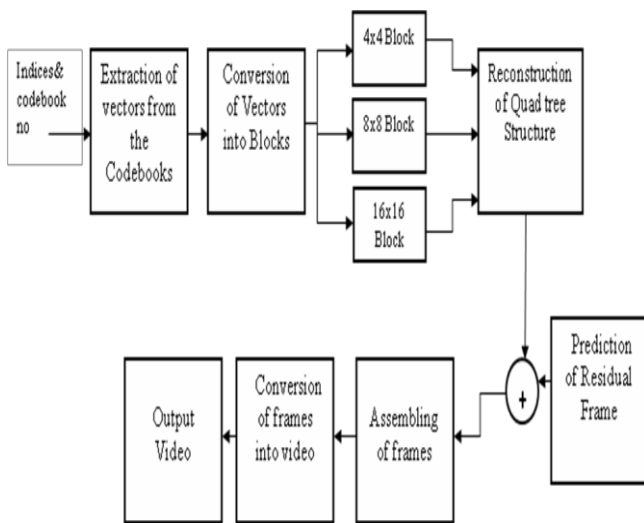 Indices&
codebook
no
Extraction of
vectors from
the
Codebooks
Conversion
of Vectors
into Blocks
4x4 Block
8x8 Block
16x16
Block
Reconstruction
of Quad tree
Structure
Prediction
of Residual
Frame
+
Assembling
of frames
Conversion
of frames
into video
Output
Video